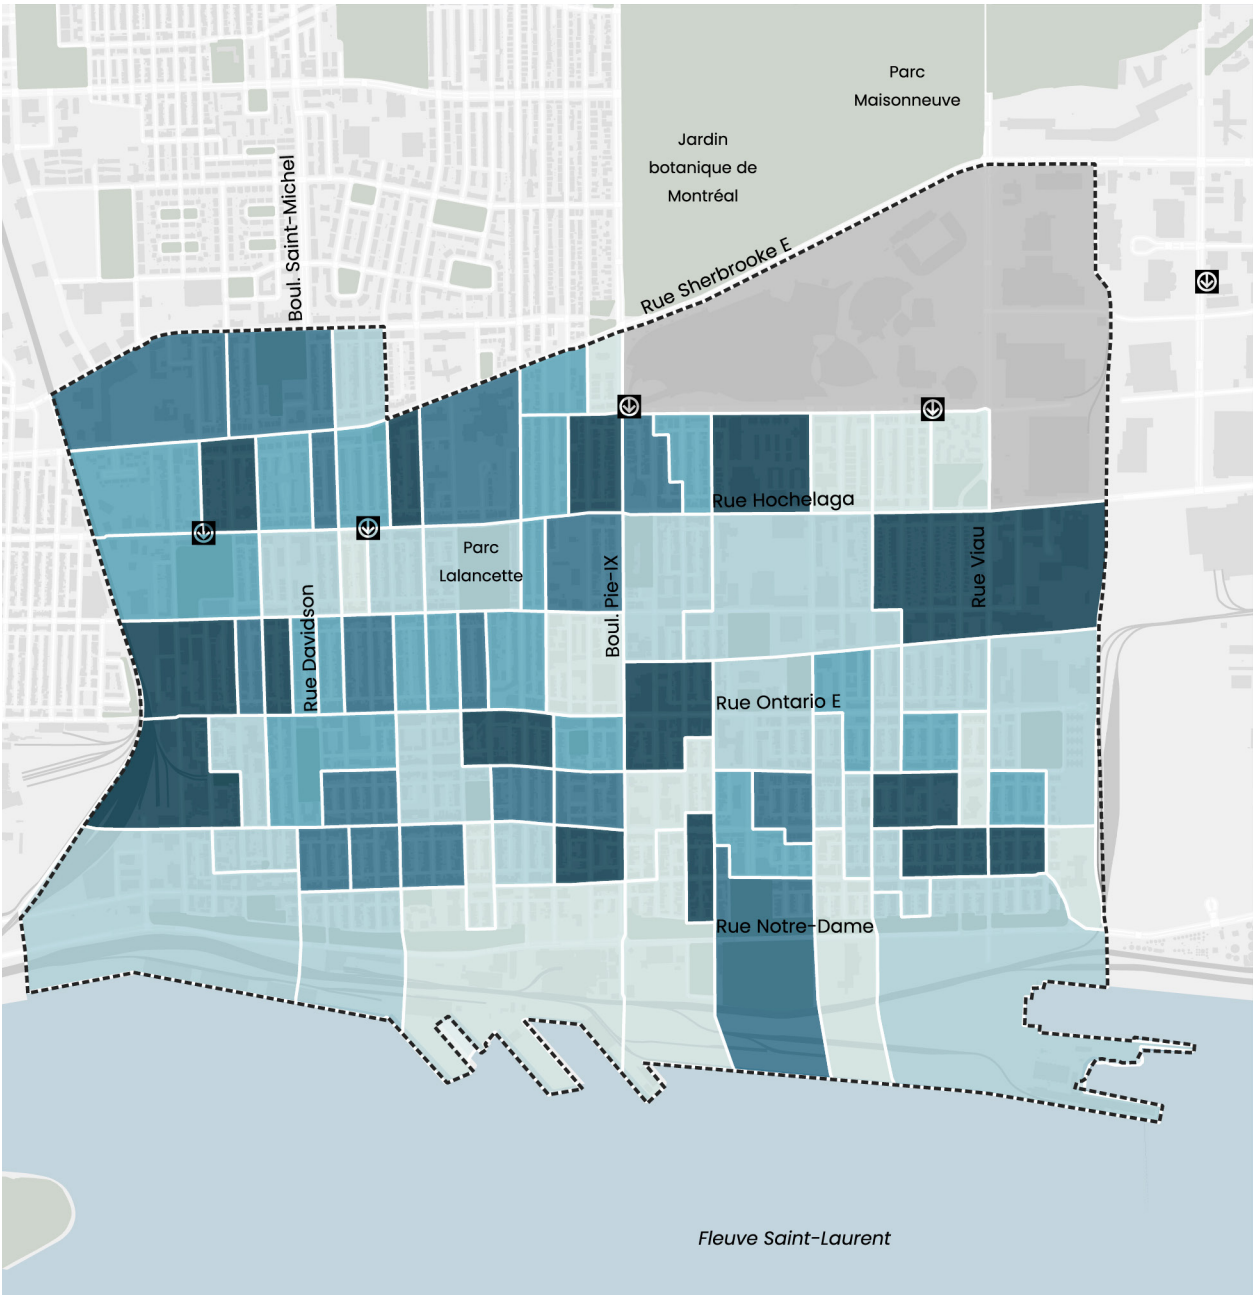 Parc
Maisonneuve
Jardin
botanique de
Montréal
Boul. Saint-Michel
Rue Sherbrooke E
Rue Hochelaga
Parc
Lalancette
Boul. Pie-IX
Rue Viau
Rue Davidson
Rue Ontario E
Rue Notre-Dame
Fleuve Saint-Laurent